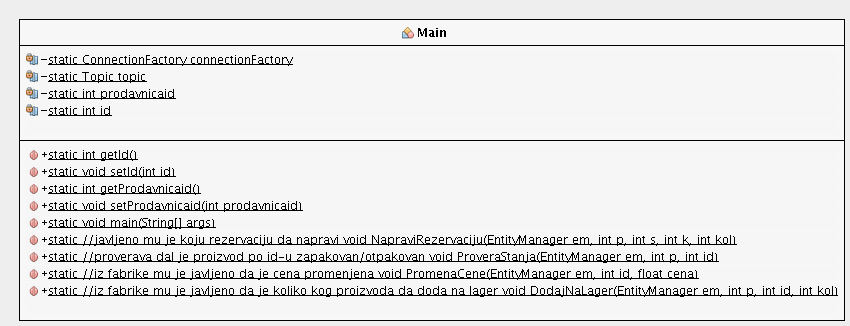 Main
-static ConnectionFactory connectionFactory
-static Topic topic
-static int prodavnicaid
-static int id
+static int getId()
+static void setId(int id)
+static int getProdavnicaid()
+static void setProdavnicaid(int prodavnicaid)
+static void main(String[] args)
+static //javljeno mu je koju rezervaciju da napravi void NapraviRezervaciju(EntityManager em, int p, int s, int k, int kol)
+static //proverava dal je proizvod po id-u zapakovan/otpakovan void ProveraStanja(EntityManager em, int p, int id)
+static //iz fabrike mu je javljeno da je cena promenjena void PromenaCene(EntityManager em, int id, float cena)
+static //iz fabrike mu je javljeno da je koliko kog proizvoda da doda na lager void DodajNaLager(EntityManager em, int p, int id, int kol)